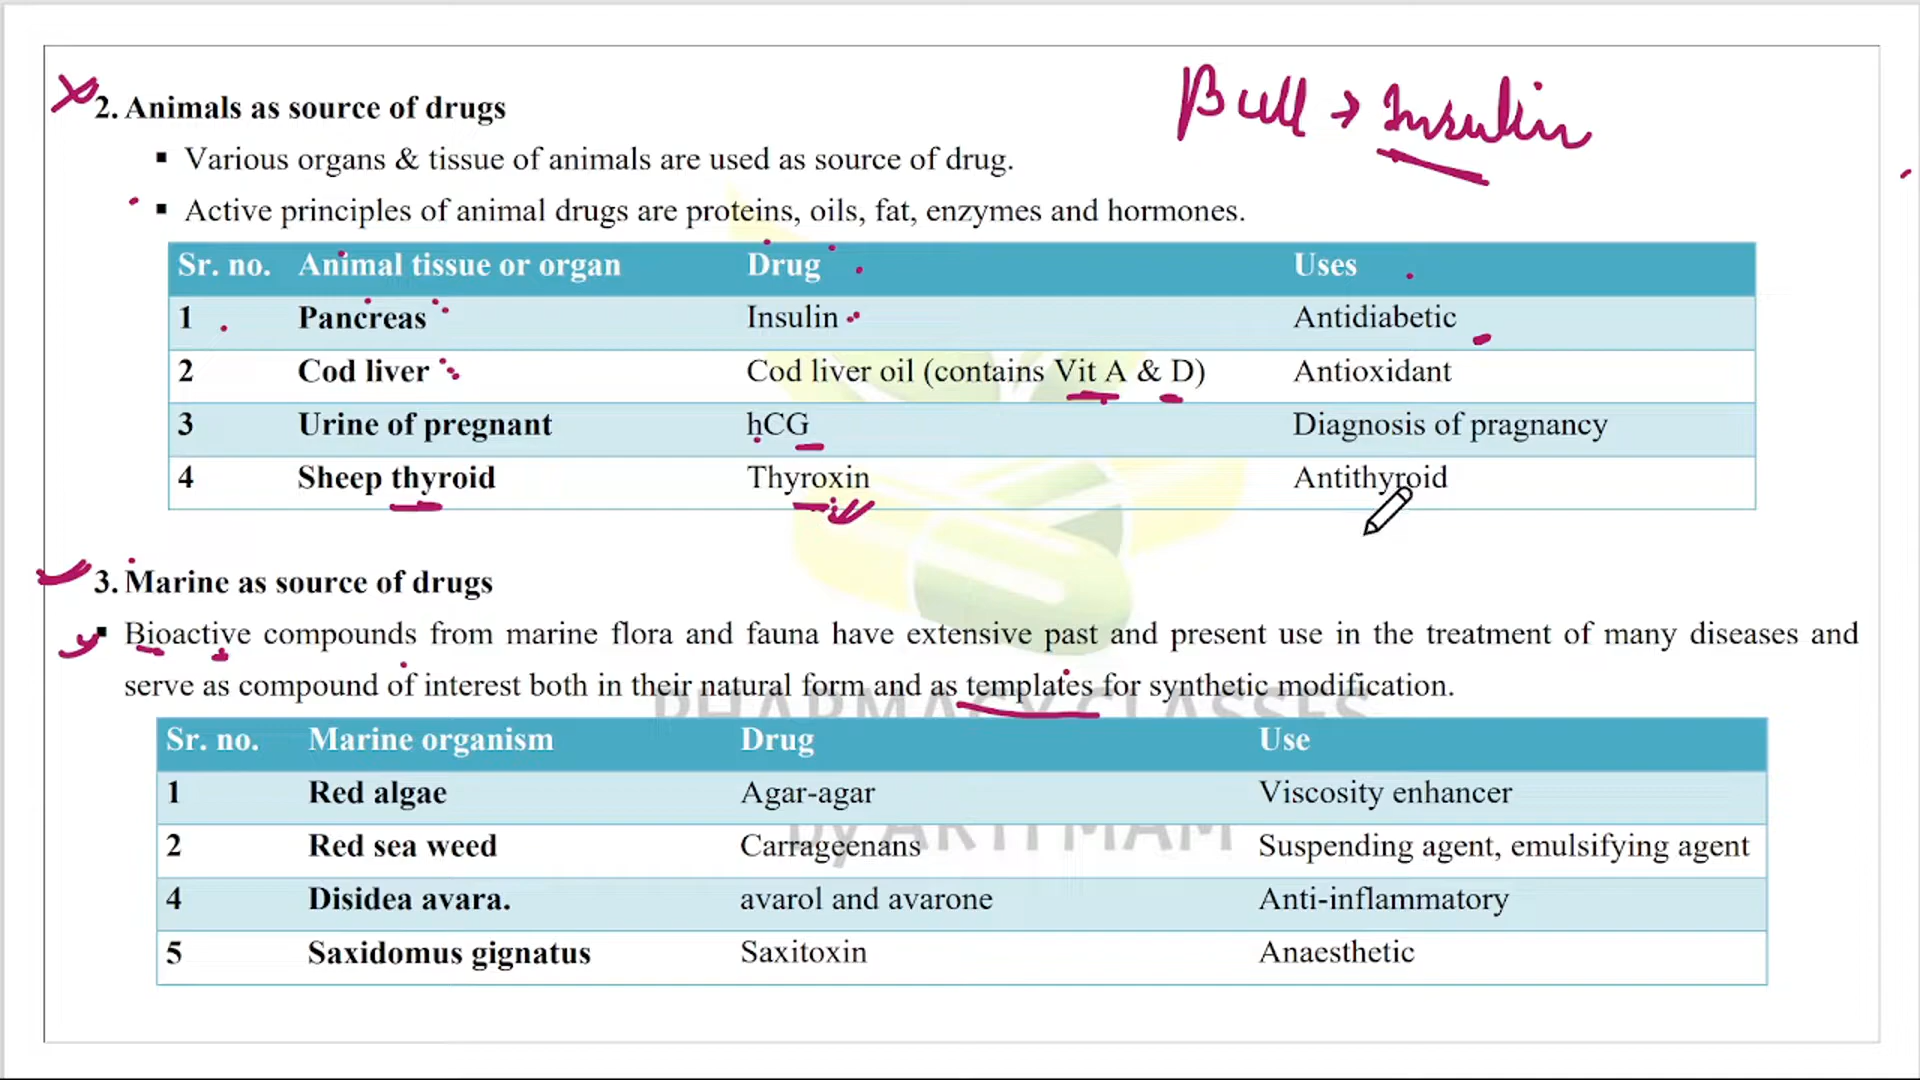 Bull → Insulin
2. Animals as source of drugs
▪ Various organs & tissue of animals are used as source of drug.
▪ Active principles of animal drugs are proteins, oils, fat, enzymes and hormones.
Sr. no. Animal tissue or organ Drug Uses
1 Pancreas Insulin Antidiabetic
2 Cod liver Cod liver oil (contains Vit A & D) Antioxidant
3 Urine of pregnant hCG Diagnosis of pragnancy
4 Sheep thyroid Thyroxin Antithyroid
3. Marine as source of drugs
▪ Bioactive compounds from marine flora and fauna have extensive past and present use in the treatment of many diseases and
serve as compound of interest both in their natural form and as templates for synthetic modification.
PHARMACY CLASSES
Sr. no. Marine organism Drug Use
1 Red algae Agar-agar Viscosity enhancer
by ARTI MAM
2 Red sea weed Carrageenans Suspending agent, emulsifying agent
4 Disidea avara. avarol and avarone Anti-inflammatory
5 Saxidomus gignatus Saxitoxin Anaesthetic